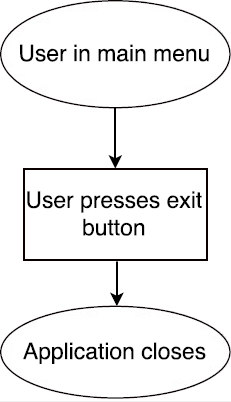 User in main menu
User presses exit
button
Application closes